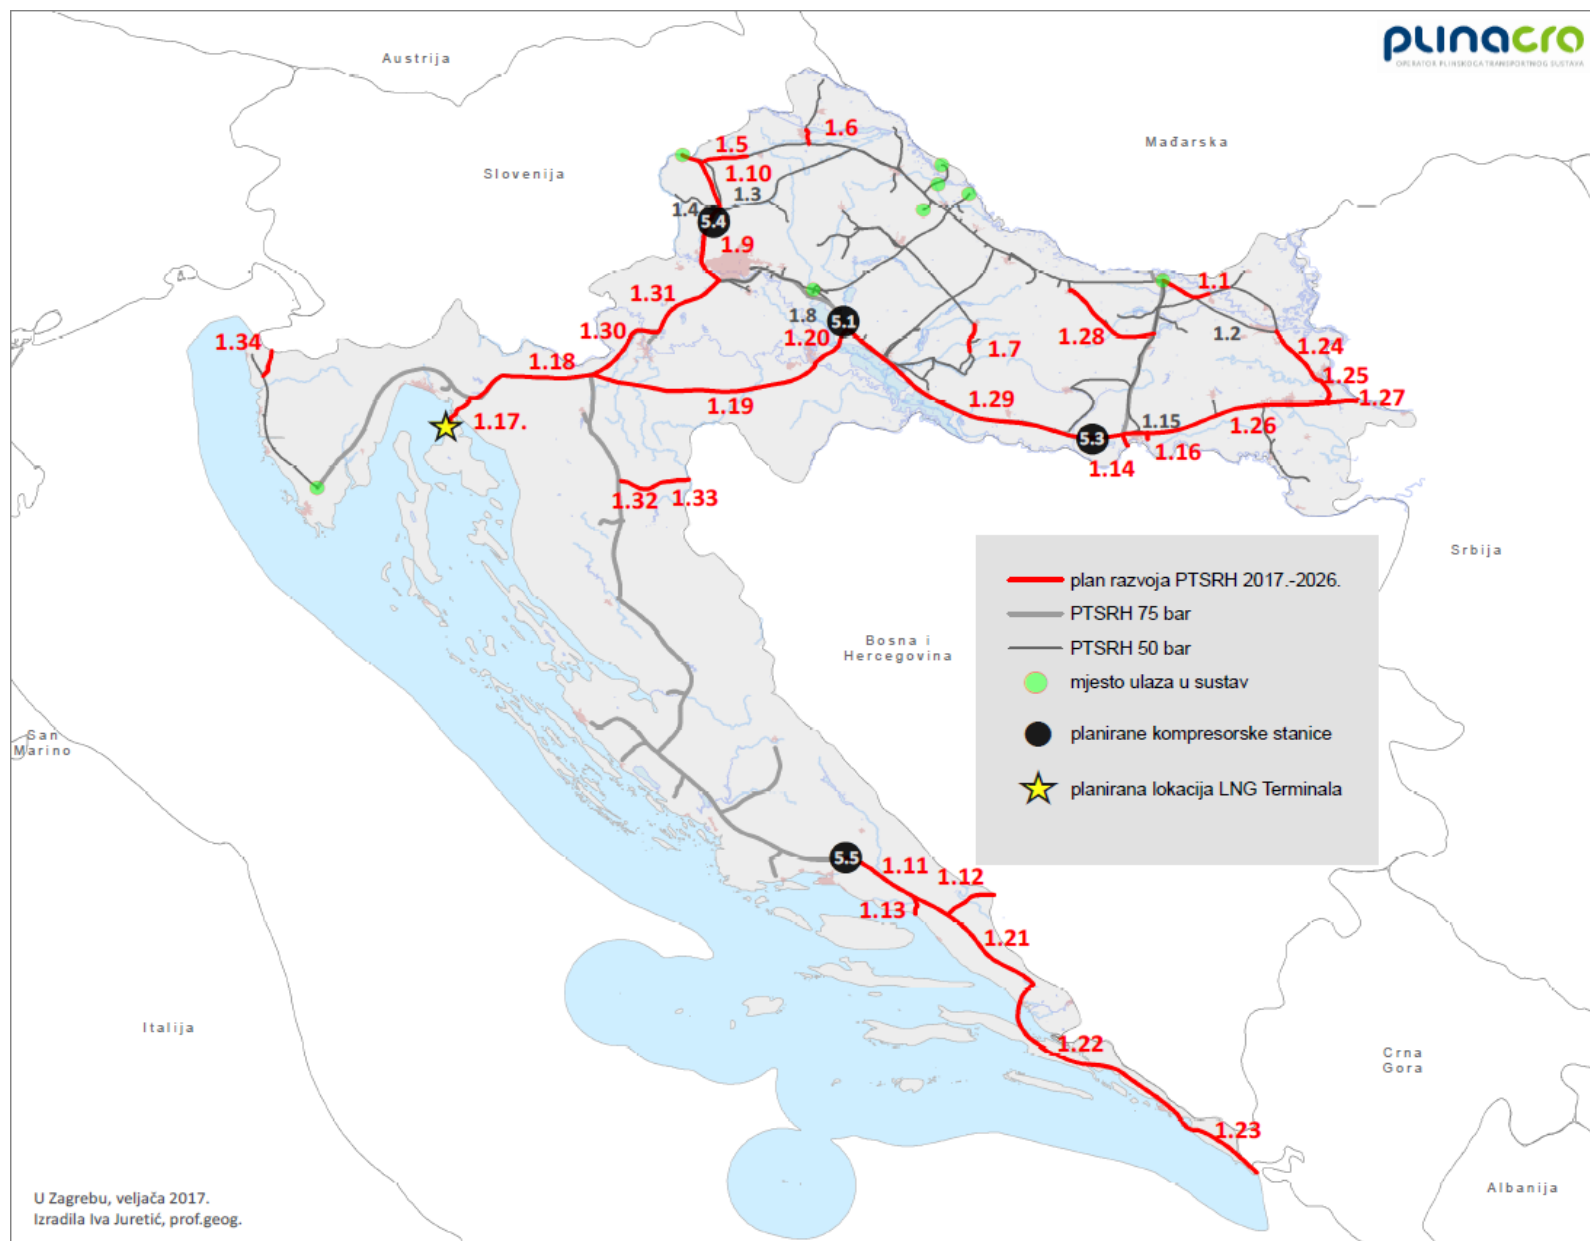 plinacro
OPERATOR PLINSKOGA TRANSPORTNOG SUSTAVA
Austrija
Mađarska
Slovenija
1.6
1.5
1.10
1.3
1.4
5.4
1.9
1.31
1.1
1.8
5.1
1.30
1.20
1.28
1.2
1.34
1.7
1.24
1.18
1.25
1.27
1.19
1.29
1.17.
1.15
1.26
5.3
1.16
1.14
1.32
1.33
Srbija
plan razvoja PTSRH 2017.-2026.
PTSRH 75 bar
PTSRH 50 bar
mjesto ulaza u sustav
planirane kompresorske stanice
planirana lokacija LNG Terminala
Bosna i
Hercegovina
San
Marino
5.5
1.11
1.12
1.13
1.21
Italija
1.22
Crna
Gora
1.23
Albanija
U Zagrebu, veljača 2017.
Izradila Iva Juretić, prof.geog.